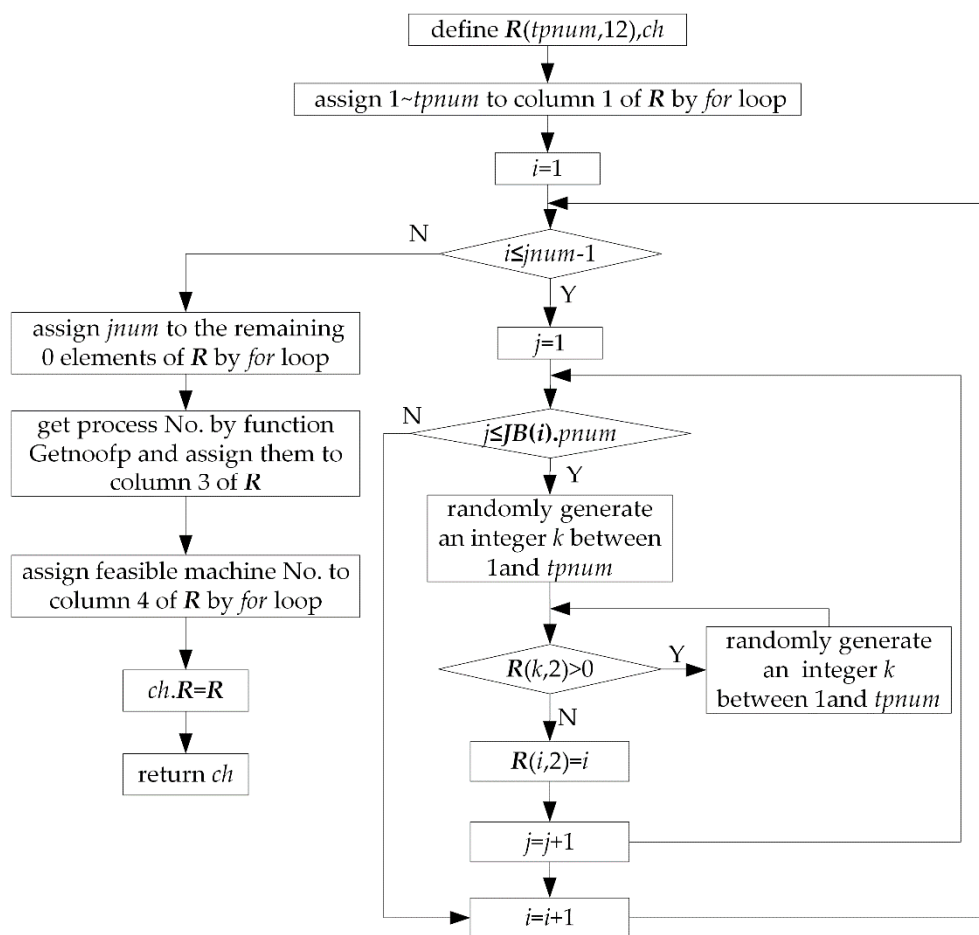 define R(tpnum,12),ch
assign 1~tpnum to column 1 of R by for loop
i=1
N
i≤jnum-1
Y
assign jnum to the remaining
0 elements of R by for loop
j=1
get process No. by function
Getnoofp and assign them to
column 3 of R
N
j≤JB(i).pnum
Y
randomly generate
an integer k between
1and tpnum
assign feasible machine No. to
column 4 of R by for loop
R(k,2)>0
Y
randomly generate
an integer k
between 1and tpnum
ch.R=R
N
return ch
R(i,2)=i
j=j+1
i=i+1